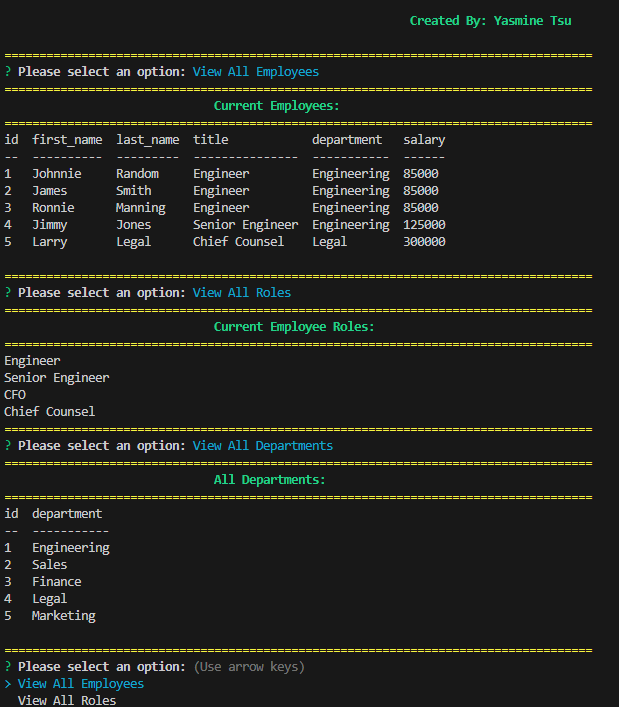 Created By: Yasmine Tsu
====================================================================================
? Please select an option: View All Employees
====================================================================================
Current Employees:
====================================================================================
id  first_name  last_name  title            department   salary
--  ----------  ---------  ---------------  -----------  ------
1   Johnnie     Random     Engineer         Engineering  85000
2   James       Smith      Engineer         Engineering  85000
3   Ronnie      Manning    Engineer         Engineering  85000
4   Jimmy       Jones      Senior Engineer  Engineering  125000
5   Larry       Legal      Chief Counsel    Legal        300000
====================================================================================
? Please select an option: View All Roles
====================================================================================
Current Employee Roles:
====================================================================================
Engineer
Senior Engineer
CFO
Chief Counsel
====================================================================================
? Please select an option: View All Departments
====================================================================================
All Departments:
====================================================================================
id  department
--  -----------
1   Engineering
2   Sales
3   Finance
4   Legal
5   Marketing
====================================================================================
? Please select an option: (Use arrow keys)
> View All Employees
  View All Roles